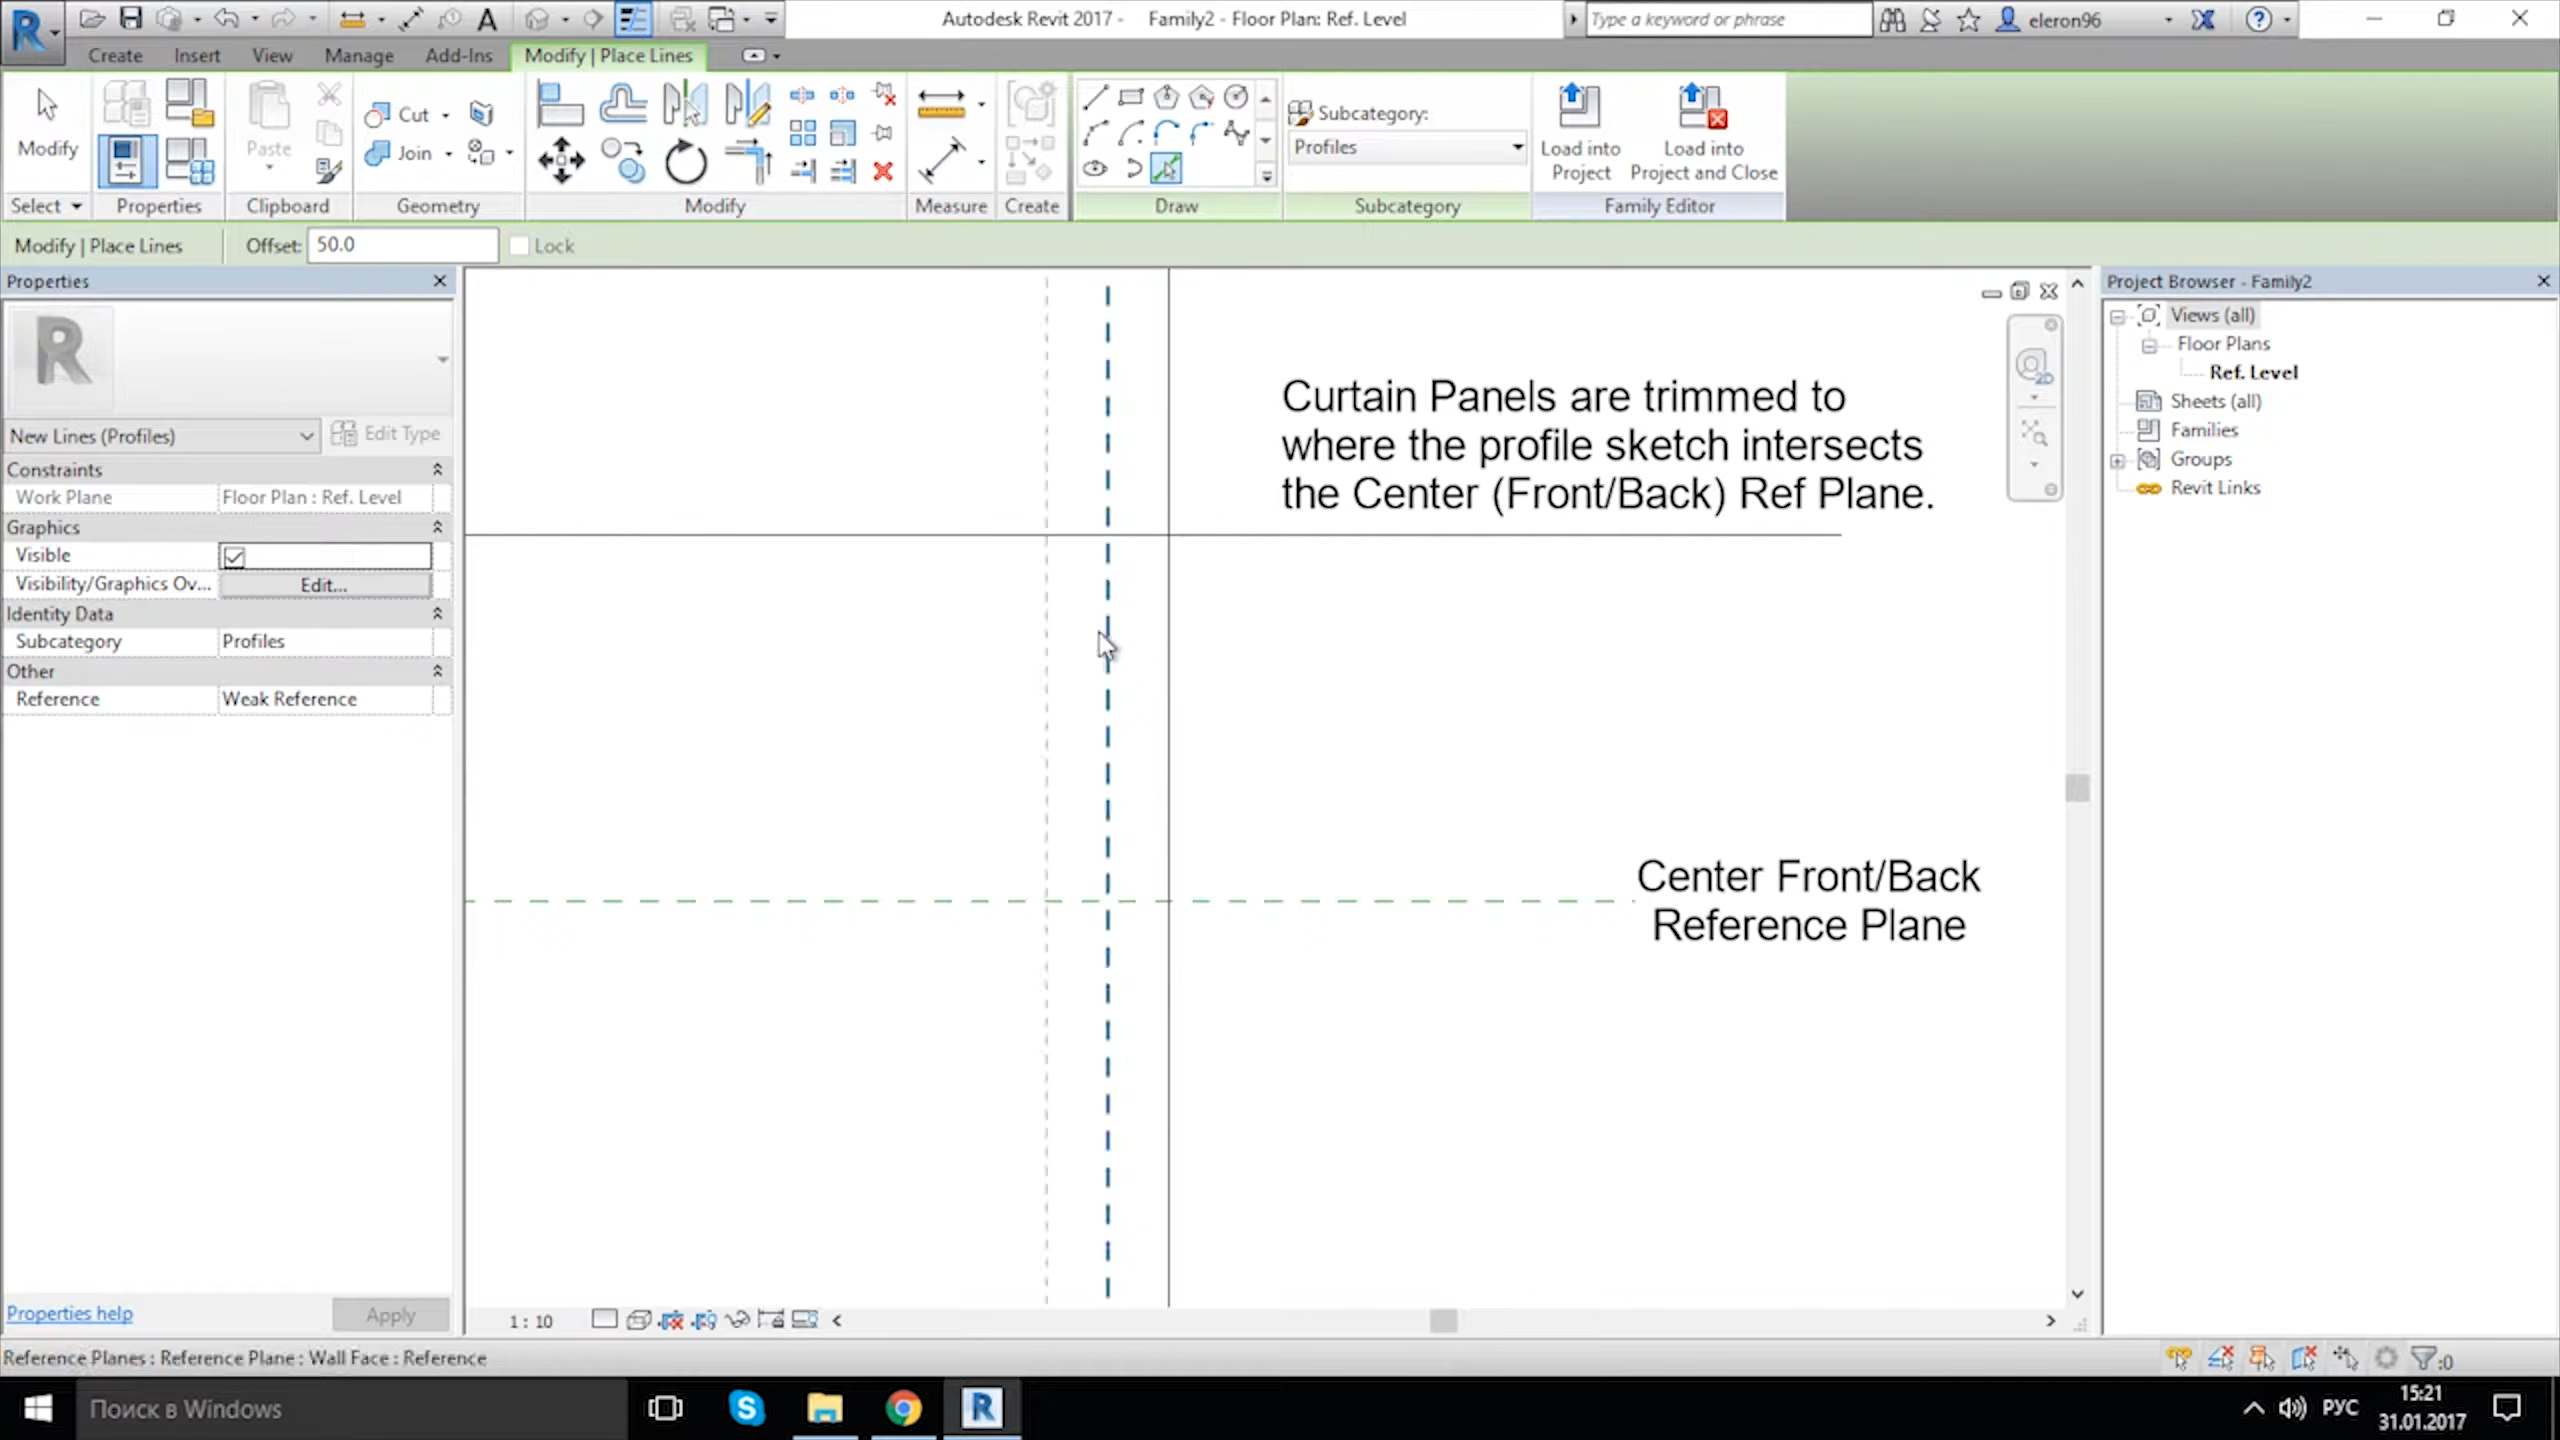 Autodesk Revit 2017 - Family2 - Floor Plan: Ref. Level
Type a keyword or phrase
eleron96
Create Insert View Manage Add-Ins Modify | Place Lines
Modify
Paste
Cut
Join
Subcategory:
Profiles
Load into
Project
Load into
Project and Close
Select Properties Clipboard Geometry Modify Measure Create Draw Subcategory Family Editor
Modify | Place Lines Offset: 50.0 Lock
Properties
New Lines (Profiles) Edit Type
Constraints
Work Plane Floor Plan : Ref. Level
Graphics
Visible
Visibility/Graphics Ov... Edit...
Identity Data
Subcategory Profiles
Other
Reference Weak Reference
Properties help Apply
Curtain Panels are trimmed to
where the profile sketch intersects
the Center (Front/Back) Ref Plane.
Center Front/Back
Reference Plane
1 : 10
Project Browser - Family2
Views (all)
Floor Plans
Ref. Level
Sheets (all)
Families
Groups
Revit Links
Reference Planes : Reference Plane : Wall Face : Reference
:0
Поиск в Windows
РУС
15:21
31.01.2017